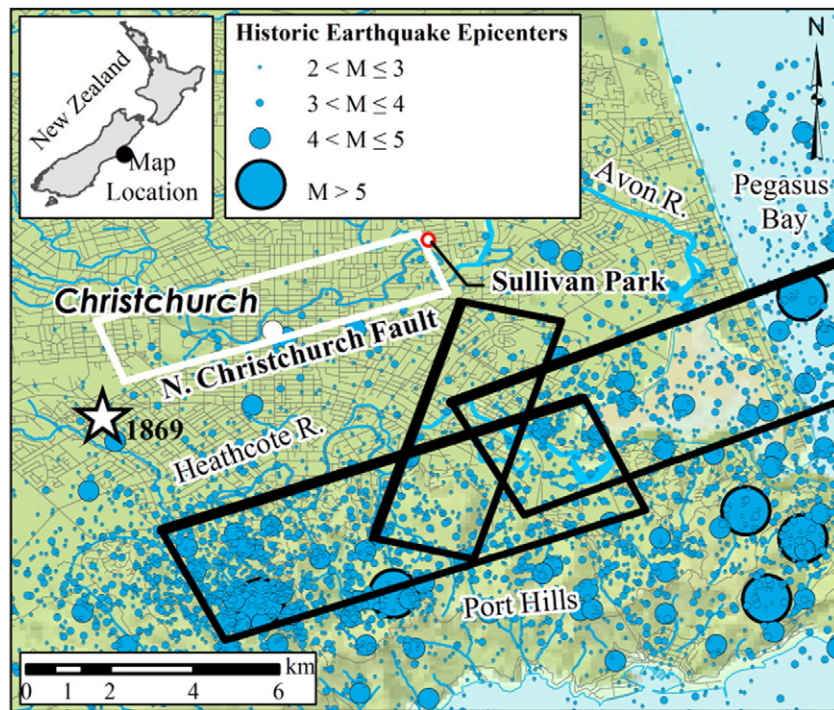 New Zealand
Map
Location
Historic Earthquake Epicenters
2 < M ≤ 3
3 < M ≤ 4
4 < M ≤ 5
M > 5
N
Avon R.
Pegasus
Bay
Sullivan Park
Christchurch
N. Christchurch Fault
1869
Heathcote R.
Port Hills
km
0 1 2 4 6